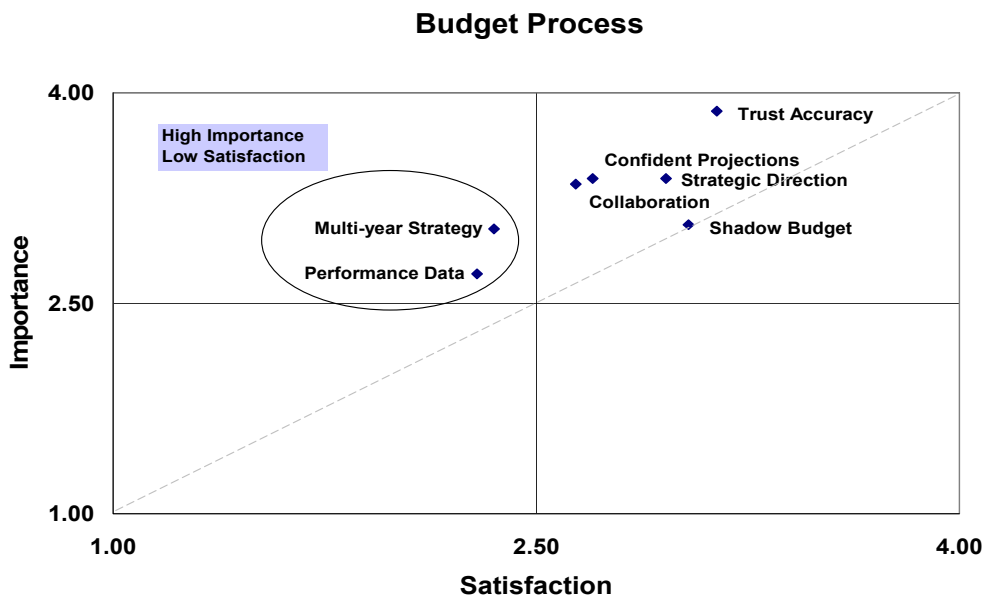 Budget Process
4.00
High Importance
Low Satisfaction
Trust Accuracy
Confident Projections
Strategic Direction
Collaboration
Multi-year Strategy
Shadow Budget
Performance Data
2.50
Importance
1.00
1.00
2.50
4.00
Satisfaction